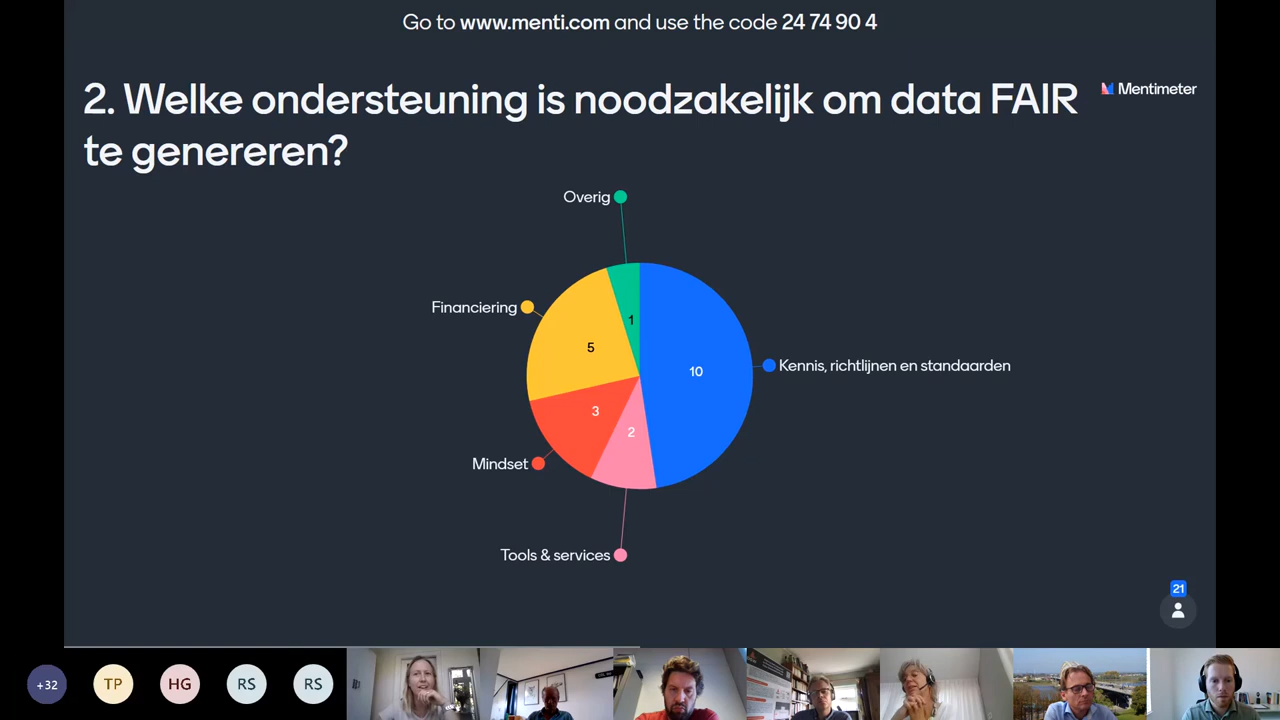 Go to www.menti.com and use the code 24 74 90 4
2. Welke ondersteuning is noodzakelijk om data FAIR
te genereren?
Mentimeter
Overig
Financiering
1
5
10
Kennis, richtlijnen en standaarden
3
2
Mindset
Tools & services
21
+32
TP
HG
RS
RS